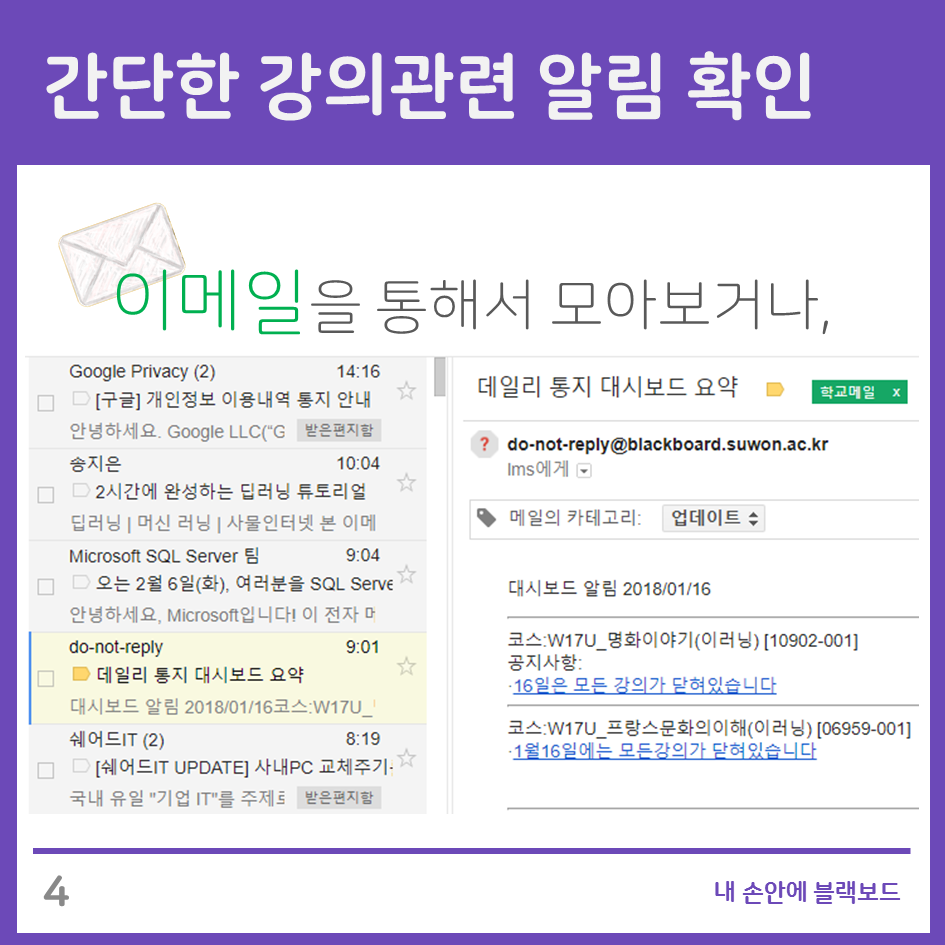 간단한 강의관련 알림 확인
이메일을 통해서 모아보거나,
Google Privacy (2) 14:16
[구글] 개인정보 이용내역 통지 안내
안녕하세요. Google LLC("G 받은편지함
송지은 10:04
2시간에 완성하는 딥러닝 튜토리얼
딥러닝 | 머신 러닝 | 사물인터넷 본 이메
Microsoft SQL Server 팀 9:04
오는 2월 6일(화), 여러분을 SQL Serve
안녕하세요, Microsoft입니다! 이 전자 메
do-not-reply 9:01
데일리 통지 대시보드 요약
대시보드 알림 2018/01/16코스:W17U_
쉐어드IT (2) 8:19
[쉐어드IT UPDATE] 사내PC 교체주기
국내 유일 "기업 IT"를 주제로 받은편지함
데일리 통지 대시보드 요약 학교메일 x
do-not-reply@blackboard.suwon.ac.kr
lms에게
메일의 카테고리: 업데이트
대시보드 알림 2018/01/16
코스:W17U_명화이야기(이러닝) [10902-001]
공지사항:
·16일은 모든 강의가 닫혀있습니다
코스:W17U_프랑스문화의이해(이러닝) [06959-001]
·1월16일에는 모든강의가 닫혀있습니다
4
내 손안에 블랙보드